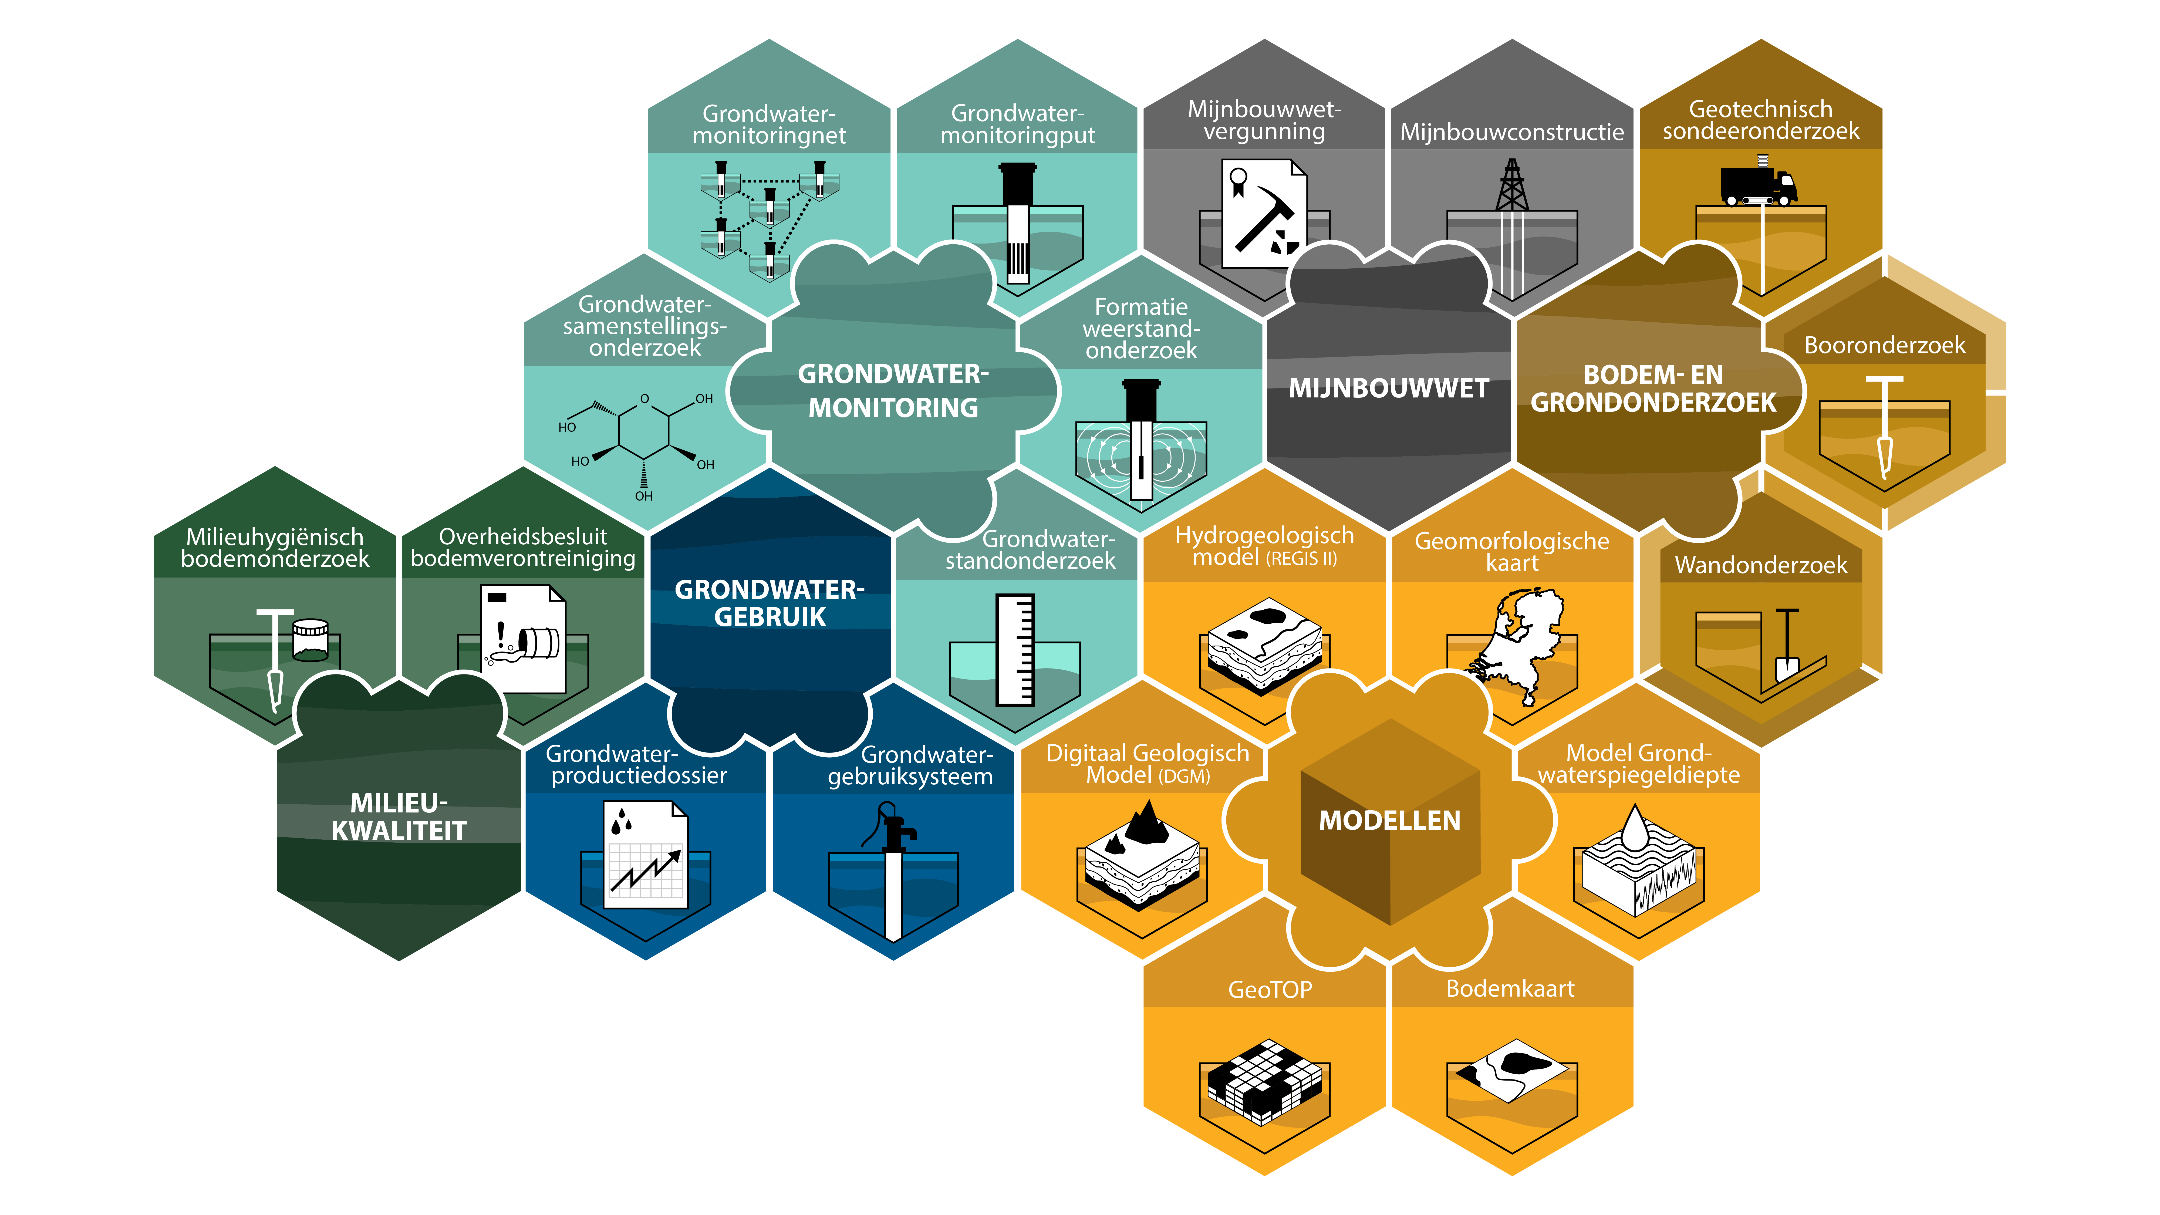 Grondwater-
monitoringnet
Grondwater-
monitoringput
Mijnbouwwet-
vergunning
Mijnbouwconstructie
Geotechnisch
sondeeronderzoek
Grondwater-
samenstellings-
onderzoek
O
OH
HO
HO
OH
OH
GRONDWATER-
MONITORING
Formatie
weerstand-
onderzoek
MIJNBOUWWET
BODEM- EN
GRONDONDERZOEK
Booronderzoek
Milieuhygiënisch
bodemonderzoek
Overheidsbesluit
bodemverontreiniging
GRONDWATER-
GEBRUIK
Grondwater-
standonderzoek
Hydrogeologisch
model (REGIS II)
Geomorfologische
kaart
Wandonderzoek
MILIEU-
KWALITEIT
Grondwater-
productiedossier
Grondwater-
gebruiksysteem
Digitaal Geologisch
Model (DGM)
MODELLEN
Model Grond-
waterspiegeldiepte
GeoTOP
Bodemkaart